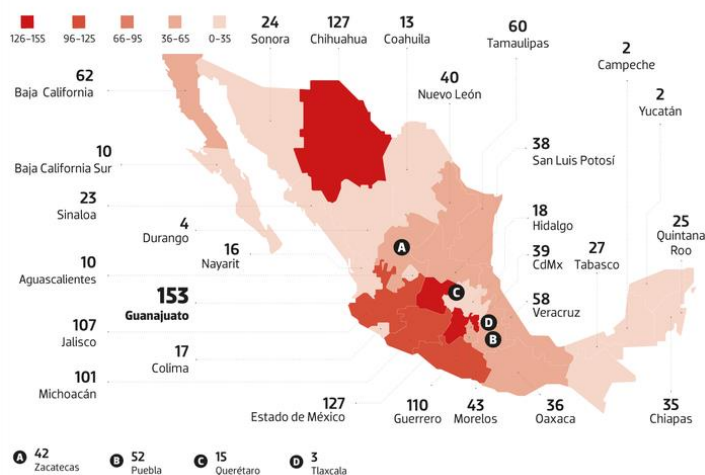 126–155
96–125
66–95
36–65
0–35
24
Sonora
127
Chihuahua
13
Coahuila
60
Tamaulipas
2
Campeche
62
Baja California
40
Nuevo León
2
Yucatán
10
Baja California Sur
38
San Luis Potosí
23
Sinaloa
4
Durango
18
Hidalgo
25
Quintana
Roo
16
Nayarit
39
CdMx
27
Tabasco
10
Aguascalientes
153
Guanajuato
58
Veracruz
107
Jalisco
17
Colima
101
Michoacán
127
Estado de México
110
Guerrero
43
Morelos
36
Oaxaca
35
Chiapas
A
C
D
B
A 42
Zacatecas
B 52
Puebla
C 15
Querétaro
D 3
Tlaxcala